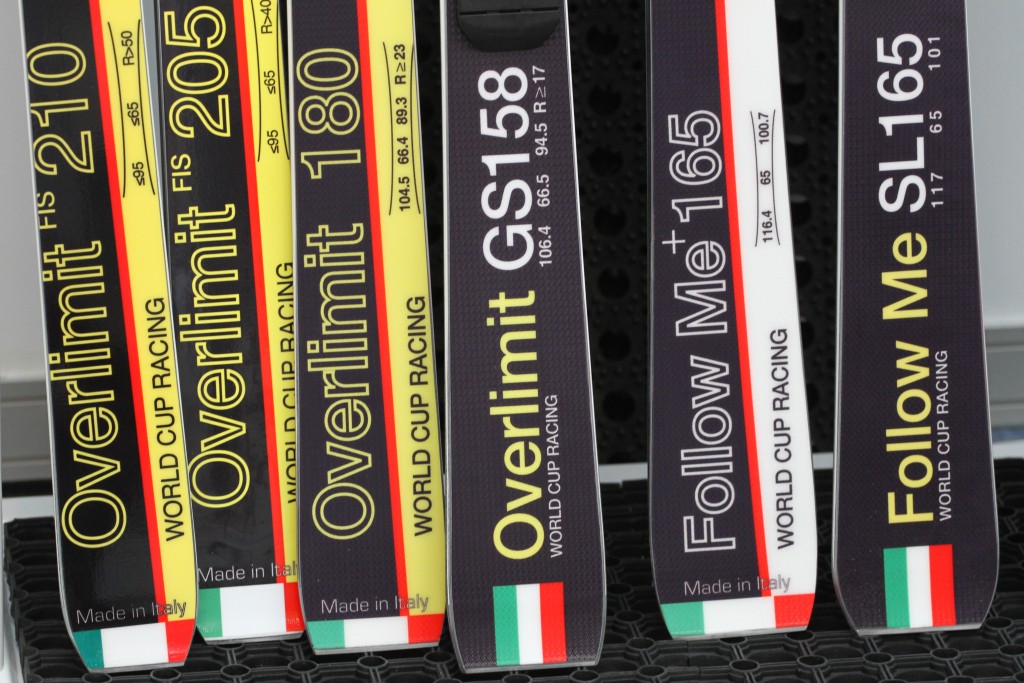 Overlimit FIS 210
≤95 ≤65 R>50
WORLD CUP RACING
Made in Italy
Overlimit FIS 205
≤95 ≤65 R>40
WORLD CUP RACING
Made in Ital
Overlimit 180
104.5 66.4 89.3 R≥23
WORLD CUP RACING
Made in Italy
Overlimit GS158
106.4 66.5 94.5 R≥17
WORLD CUP RACING
Follow Me+ 165
116.4 65 100.7
WORLD CUP RACING
Made in Italy
Follow Me SL165
117 65 101
WORLD CUP RACING